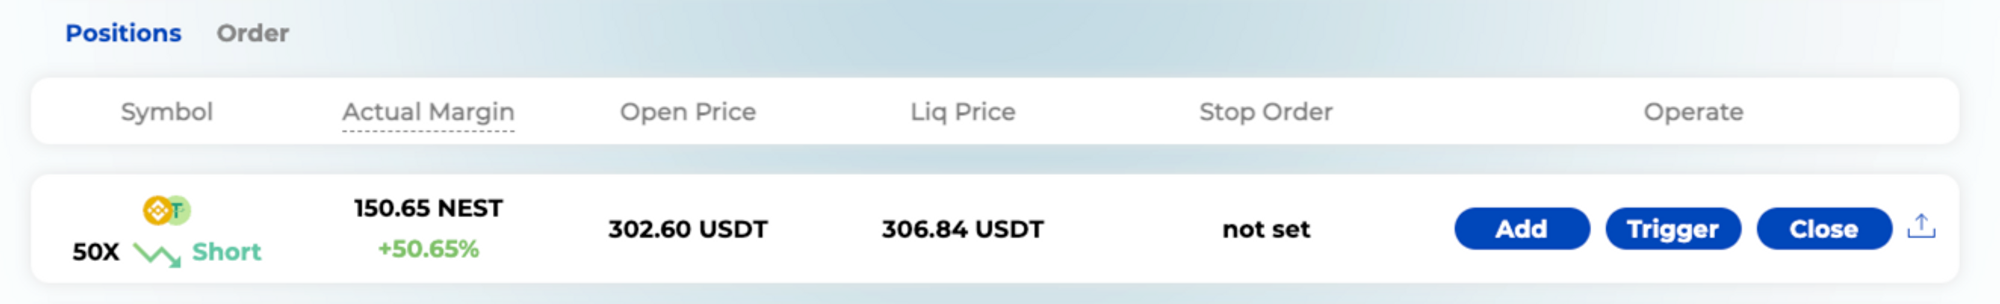 Positions Order
Symbol Actual Margin Open Price Liq Price Stop Order Operate
150.65 NEST
50X Short +50.65% 302.60 USDT 306.84 USDT not set Add Trigger Close